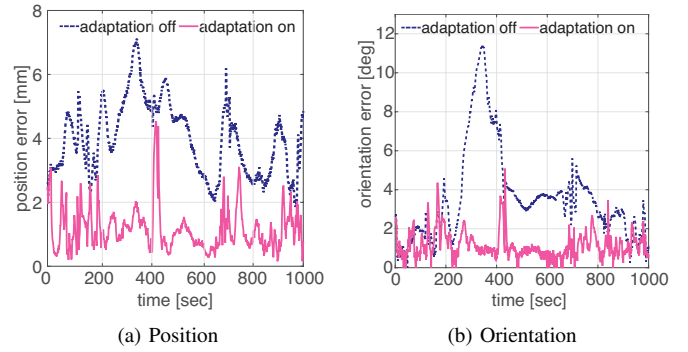 adaptation off adaptation on
position error [mm]
8
6
4
2
0
0 200 400 600 800 1000
time [sec]
(a) Position
adaptation off adaptation on
orientation error [deg]
12
10
8
6
4
2
0
0 200 400 600 800 1000
time [sec]
(b) Orientation